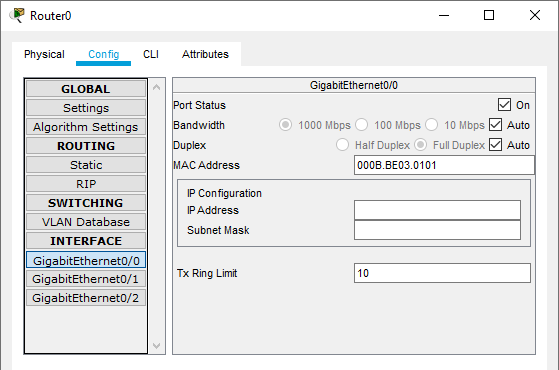 Router0
Physical Config CLI Attributes
GLOBAL
Settings
Algorithm Settings
ROUTING
Static
RIP
SWITCHING
VLAN Database
INTERFACE
GigabitEthernet0/0
GigabitEthernet0/1
GigabitEthernet0/2
GigabitEthernet0/0
Port Status On
Bandwidth 1000 Mbps 100 Mbps 10 Mbps Auto
Duplex Half Duplex Full Duplex Auto
MAC Address 000B.BE03.0101
IP Configuration
IP Address
Subnet Mask
Tx Ring Limit 10